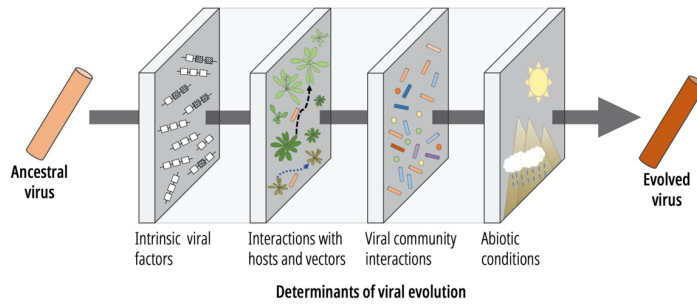 Ancestral
virus
Intrinsic viral
factors
Interactions with
hosts and vectors
Viral community
interactions
Abiotic
conditions
Evolved
virus
Determinants of viral evolution